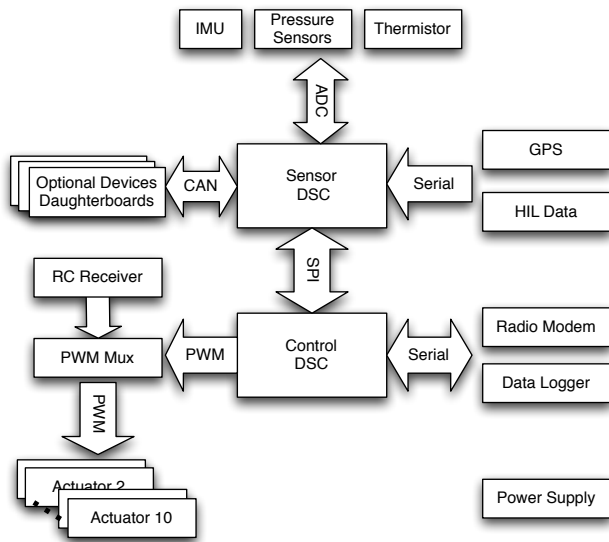 IMU
Pressure
Sensors
Thermistor
ADC
Optional Devices
Daughterboards
CAN
Sensor
DSC
Serial
GPS
HIL Data
SPI
RC Receiver
PWM Mux
PWM
Control
DSC
Serial
Radio Modem
Data Logger
PWM
Actuator 2
Actuator 10
Power Supply